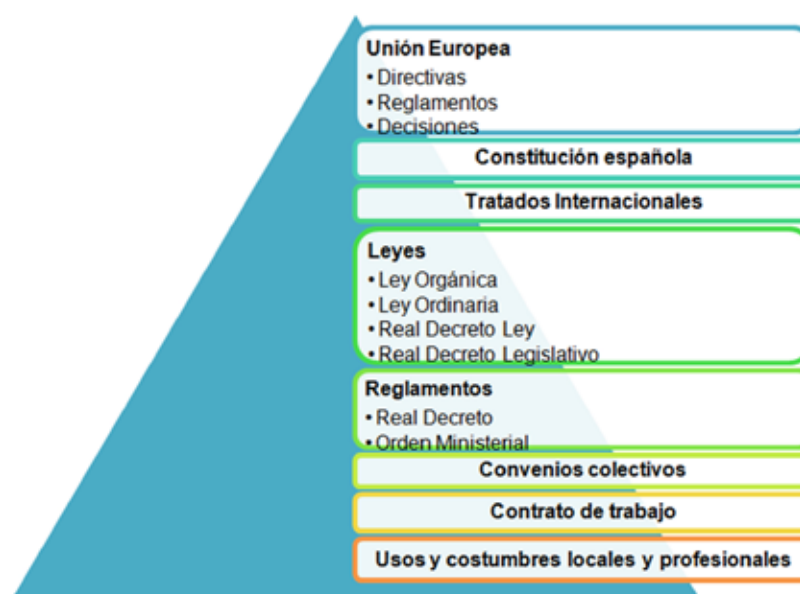 Unión Europea
• Directivas
• Reglamentos
• Decisiones
Constitución española
Tratados Internacionales
Leyes
• Ley Orgánica
• Ley Ordinaria
• Real Decreto Ley
• Real Decreto Legislativo
Reglamentos
• Real Decreto
• Orden Ministerial
Convenios colectivos
Contrato de trabajo
Usos y costumbres locales y profesionales